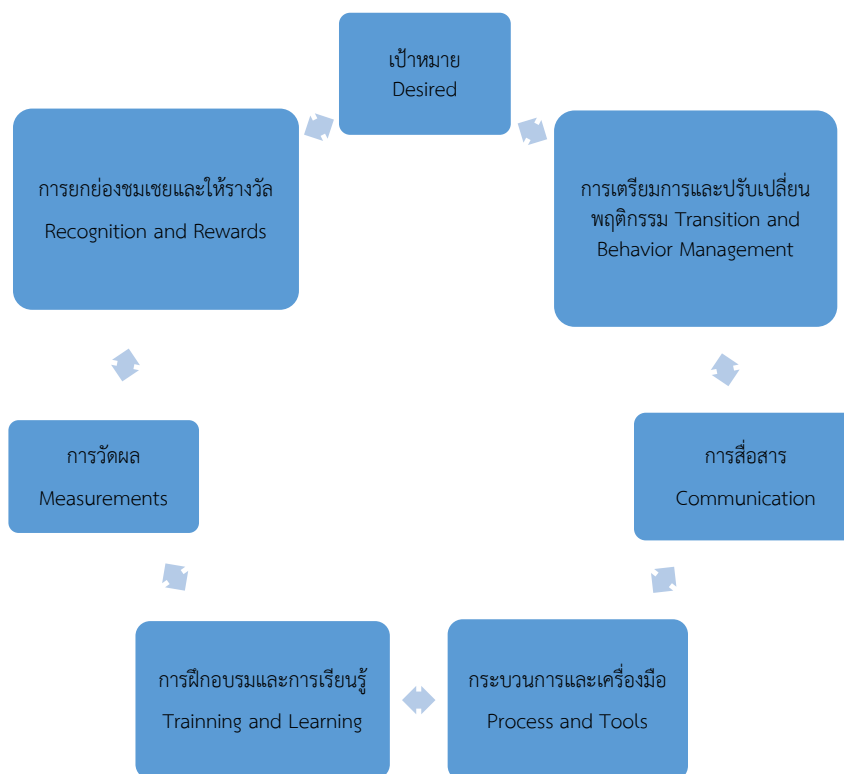 เป้าหมาย
Desired
การยกย่องชมเชยและให้รางวัล
Recognition and Rewards
การเตรียมการและปรับเปลี่ยน
พฤติกรรม Transition and
Behavior Management
การวัดผล
Measurements
การสื่อสาร
Communication
การฝึกอบรมและการเรียนรู้
Trainning and Learning
กระบวนการและเครื่องมือ
Process and Tools